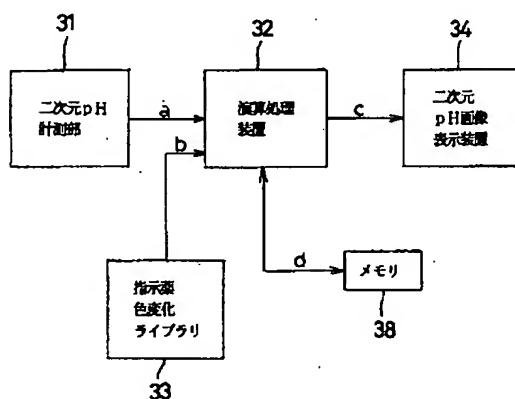 31
32
34
二次元pH
計測部
a
演算処理
装置
c
二次元
pH画像
表示装置
b
d
メモリ
38
指示薬
色変化
ライブラリ
33